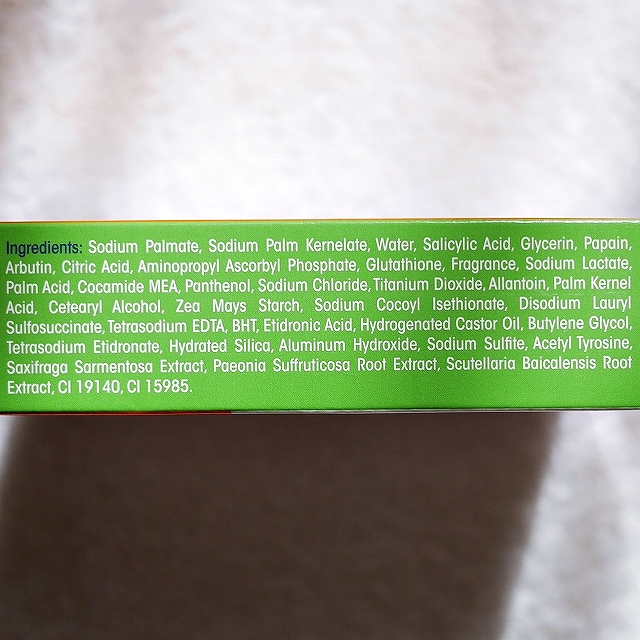 Ingredients: Sodium Palmate, Sodium Palm Kernelate, Water, Salicylic Acid, Glycerin, Papain,
Arbutin, Citric Acid, Aminopropyl Ascorbyl Phosphate, Glutathione, Fragrance, Sodium Lactate,
Palm Acid, Cocamide MEA, Panthenol, Sodium Chloride, Titanium Dioxide, Allantoin, Palm Kernel
Acid, Cetearyl Alcohol, Zea Mays Starch, Sodium Cocoyl Isethionate, Disodium Lauryl
Sulfosuccinate, Tetrasodium EDTA, BHT, Etidronic Acid, Hydrogenated Castor Oil, Butylene Glycol,
Tetrasodium Etidronate, Hydrated Silica, Aluminum Hydroxide, Sodium Sulfite, Acetyl Tyrosine,
Saxifraga Sarmentosa Extract, Paeonia Suffruticosa Root Extract, Scutellaria Baicalensis Root
Extract, CI 19140, CI 15985.